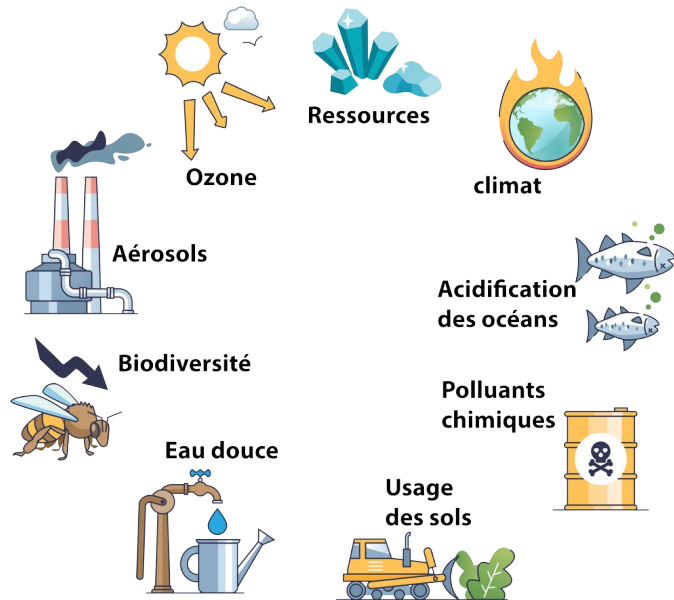 Ressources
Ozone
climat
Aérosols
Acidification
des océans
Biodiversité
Polluants
chimiques
Eau douce
Usage
des sols